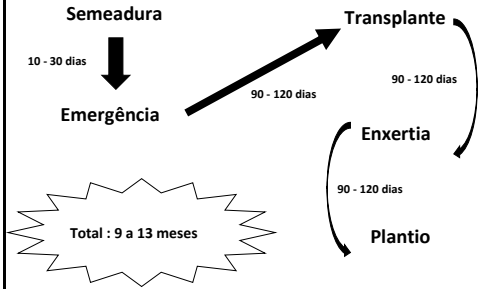 Semeadura
10 - 30 dias
Emergência
90 - 120 dias
Transplante
90 - 120 dias
Enxertia
90 - 120 dias
Plantio
Total : 9 a 13 meses